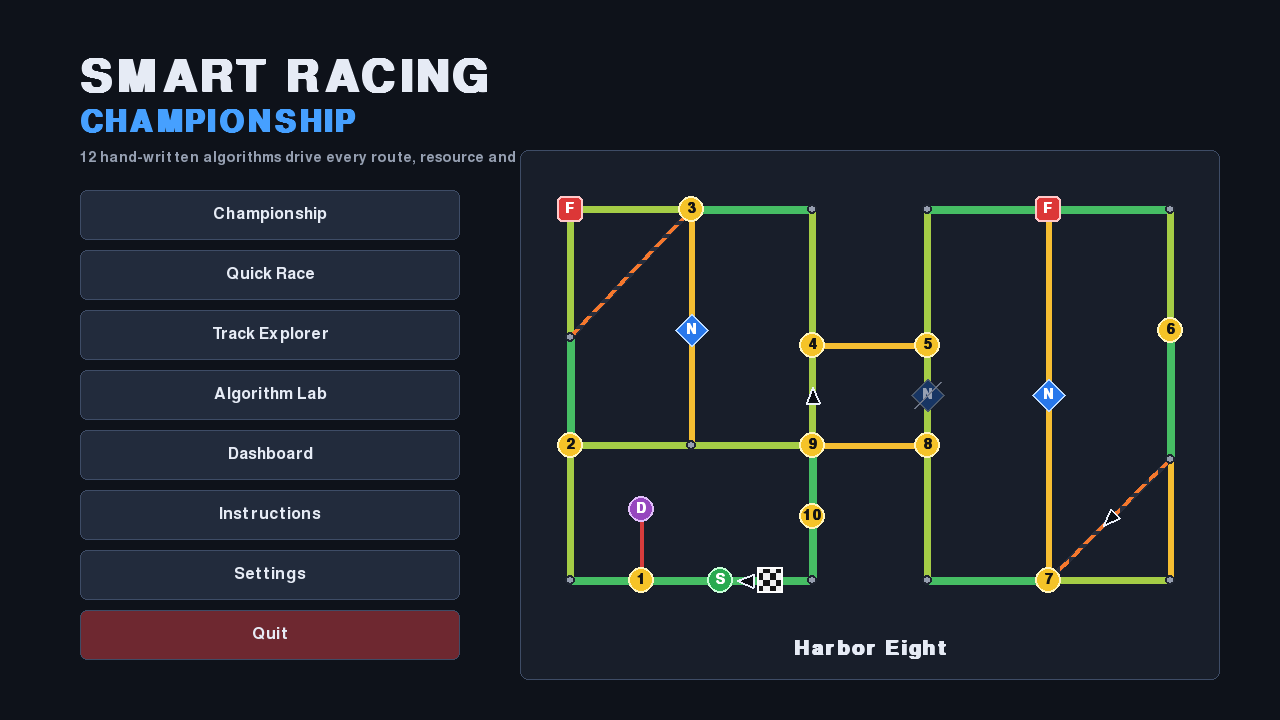 SMART RACING
CHAMPIONSHIP
12 hand-written algorithms drive every route, resource and
Championship
Quick Race
Track Explorer
Algorithm Lab
Dashboard
Instructions
Settings
Quit
F
3
F
N
6
4
5
N
N
2
9
8
D
10
1
S
7
Harbor Eight